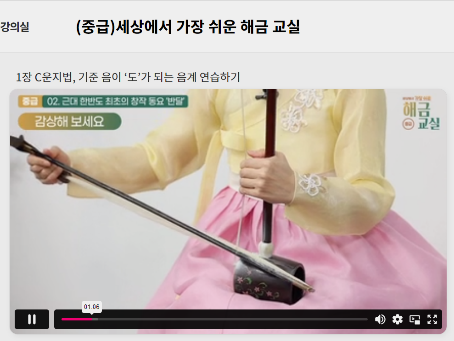 강의실
(중급)세상에서 가장 쉬운 해금 교실
1장 C운지법, 기준 음이 ‘도’가 되는 음계 연습하기
중급 02. 근대 한반도 최초의 창작 동요 ‘반달’
감상해 보세요
해금
교실
01:06